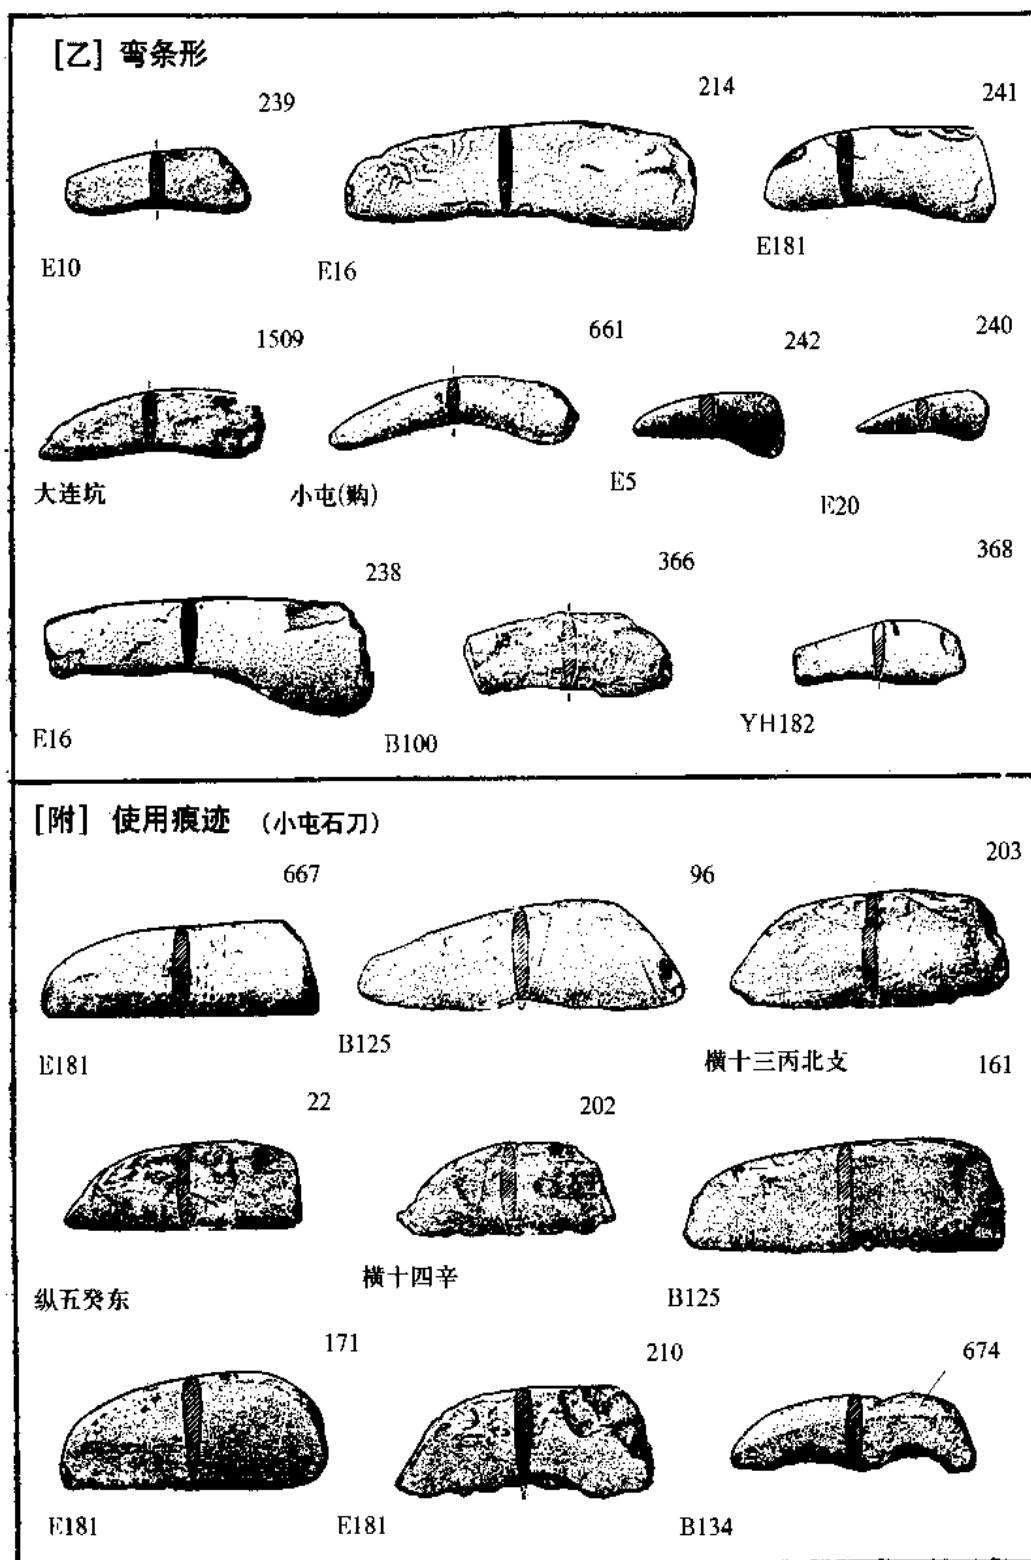 [乙] 弯条形
239 214 241
E10 E16 E181
1509 661 242 240
大连坑 小屯(购) E5 E20
238 366 368
E16 B100 YH182
[附] 使用痕迹 (小屯石刀)
667 96 203
E181 B125 横十三丙北支
22 202 161
纵五癸东 横十四辛 B125
171 210 674
E181 E181 B134